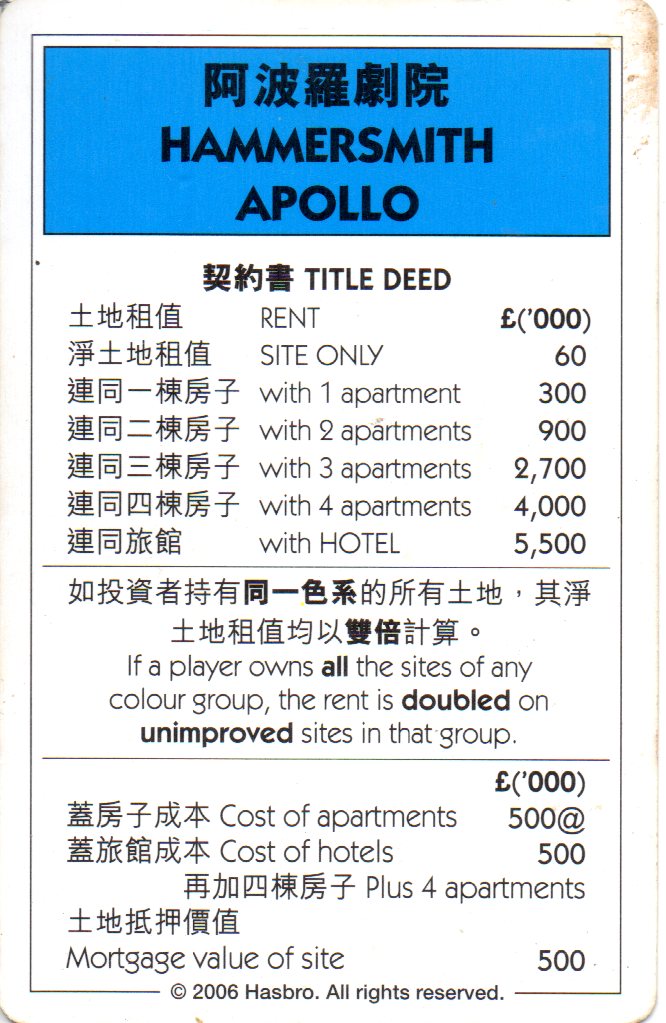 阿波羅劇院
HAMMERSMITH
APOLLO
契約書 TITLE DEED
土地租值 RENT £('000)
淨土地租值 SITE ONLY 60
連同一棟房子 with 1 apartment 300
連同二棟房子 with 2 apartments 900
連同三棟房子 with 3 apartments 2,700
連同四棟房子 with 4 apartments 4,000
連同旅館 with HOTEL 5,500
如投資者持有同一色系的所有土地，其淨
土地租值均以雙倍計算。
If a player owns all the sites of any
colour group, the rent is doubled on
unimproved sites in that group.
£('000)
蓋房子成本 Cost of apartments 500@
蓋旅館成本 Cost of hotels 500
再加四棟房子 Plus 4 apartments
土地抵押價值
Mortgage value of site 500
© 2006 Hasbro. All rights reserved.